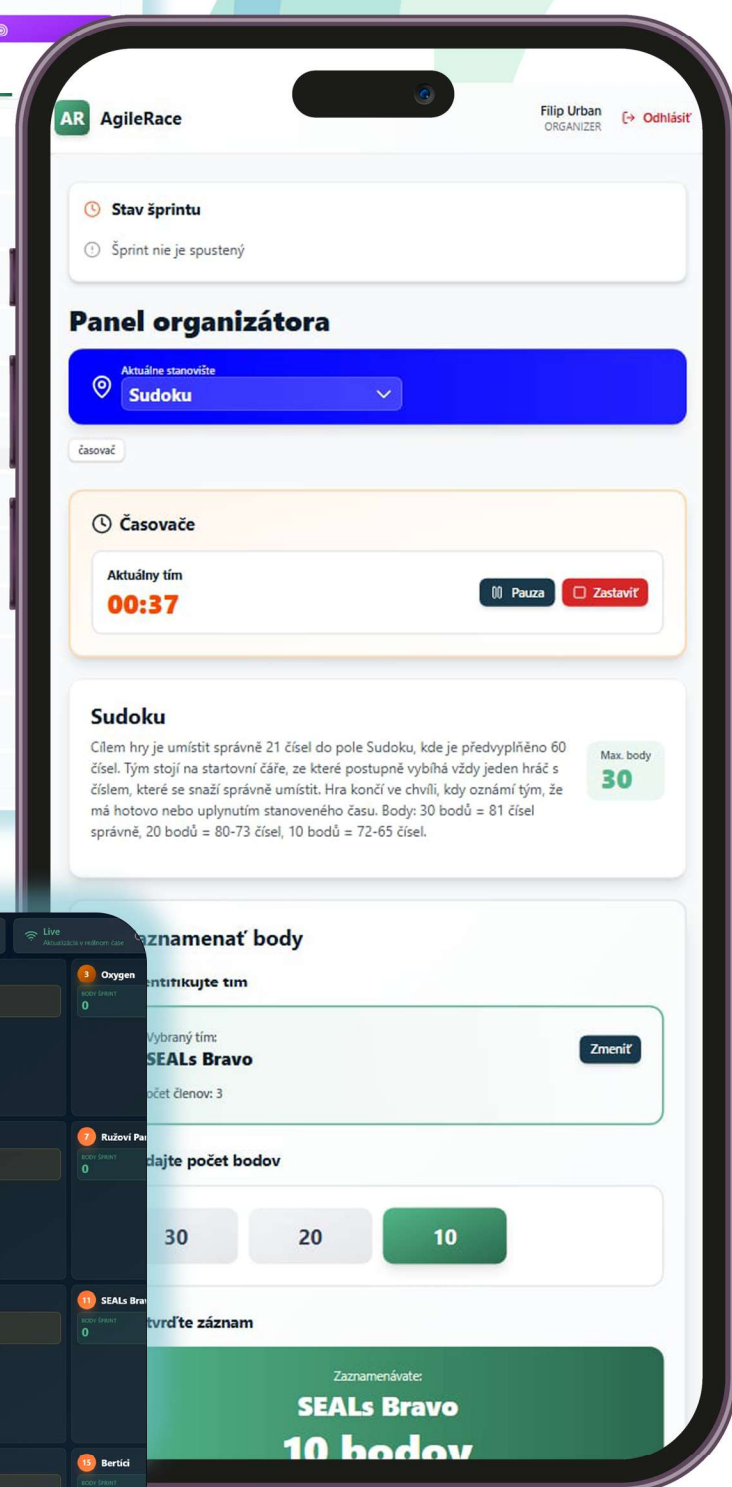 AR AgileRace
Filip Urban
ORGANIZER
Odhlásiť
Stav šprintu
Šprint nie je spustený
Panel organizátora
Aktuálne stanovište
Sudoku
časovač
Časovače
Aktuálny tím
00:37
Pauza
Zastaviť
Sudoku
Cílem hry je umístit správně 21 čísel do pole Sudoku, kde je předvyplňěno 60
čísel. Tým stojí na startovní čáře, ze které postupně vybíhá vždy jeden hráč s
číslem, které se snaží správně umístit. Hra končí ve chvíli, kdy oznámí tým, že
má hotovo nebo uplynutím stanoveného času. Body: 30 bodů = 81 čísel
správně, 20 bodů = 80-73 čísel, 10 bodů = 72-65 čísel.
Max. body
30
aznamenať body
entifikujte tím
Vybraný tím:
SEALs Bravo
očet členov: 3
Zmeniť
dajte počet bodov
30
20
10
tvrďte záznam
Zaznamenávate:
SEALs Bravo
10 bodov
Live
Aktualizácia v reálnom čase
3 Oxygen
BODY ŠPRINT
0
7 Ružoví Pa
BODY ŠPRINT
0
11 SEALs Bra
BODY ŠPRINT
0
15 Bertíci
BODY ŠPRINT